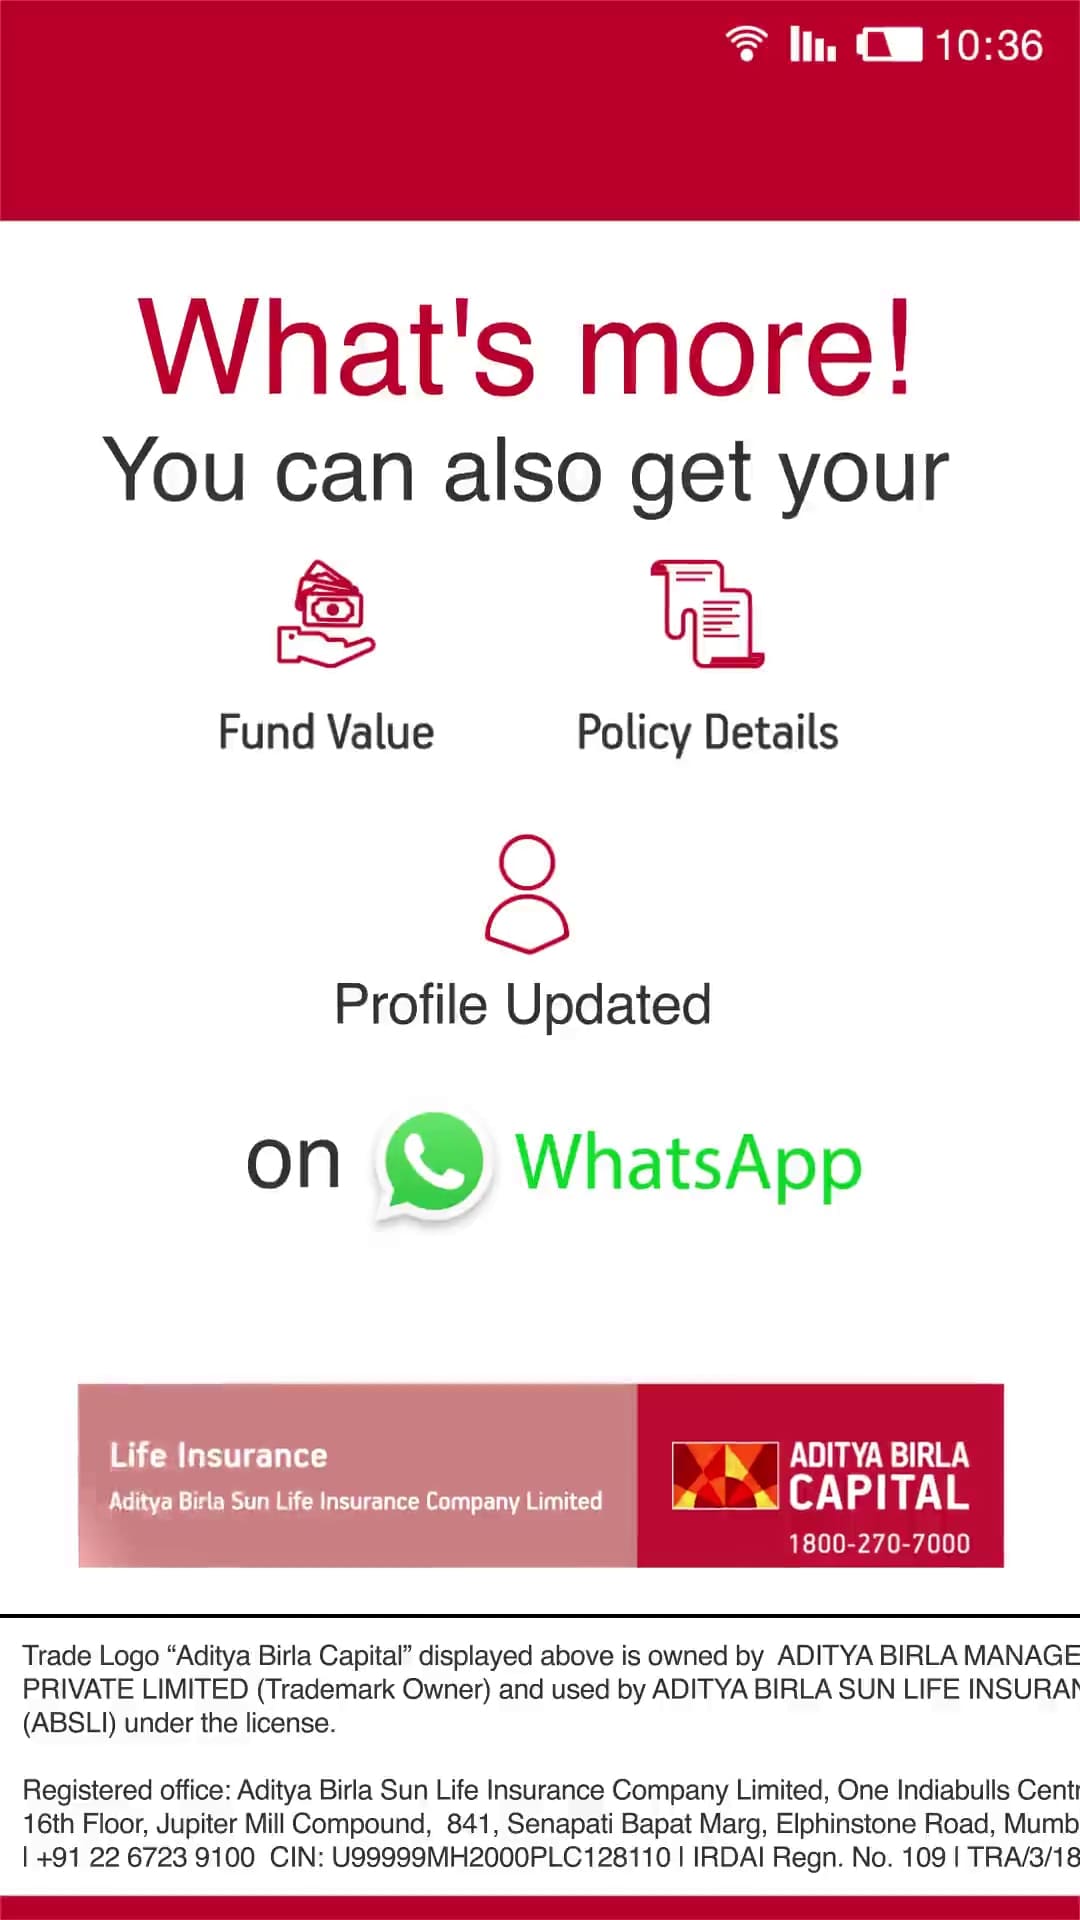 10:36
What's more!
You can also get your
Fund Value
Policy Details
Profile Updated
on WhatsApp
Life Insurance
Aditya Birla Sun Life Insurance Company Limited
ADITYA BIRLA
CAPITAL
1800-270-7000
Trade Logo “Aditya Birla Capital” displayed above is owned by ADITYA BIRLA MANAGE
PRIVATE LIMITED (Trademark Owner) and used by ADITYA BIRLA SUN LIFE INSURAN
(ABSLI) under the license.
Registered office: Aditya Birla Sun Life Insurance Company Limited, One Indiabulls Centr
16th Floor, Jupiter Mill Compound, 841, Senapati Bapat Marg, Elphinstone Road, Mumb
| +91 22 6723 9100 CIN: U99999MH2000PLC128110 | IRDAI Regn. No. 109 | TRA/3/18